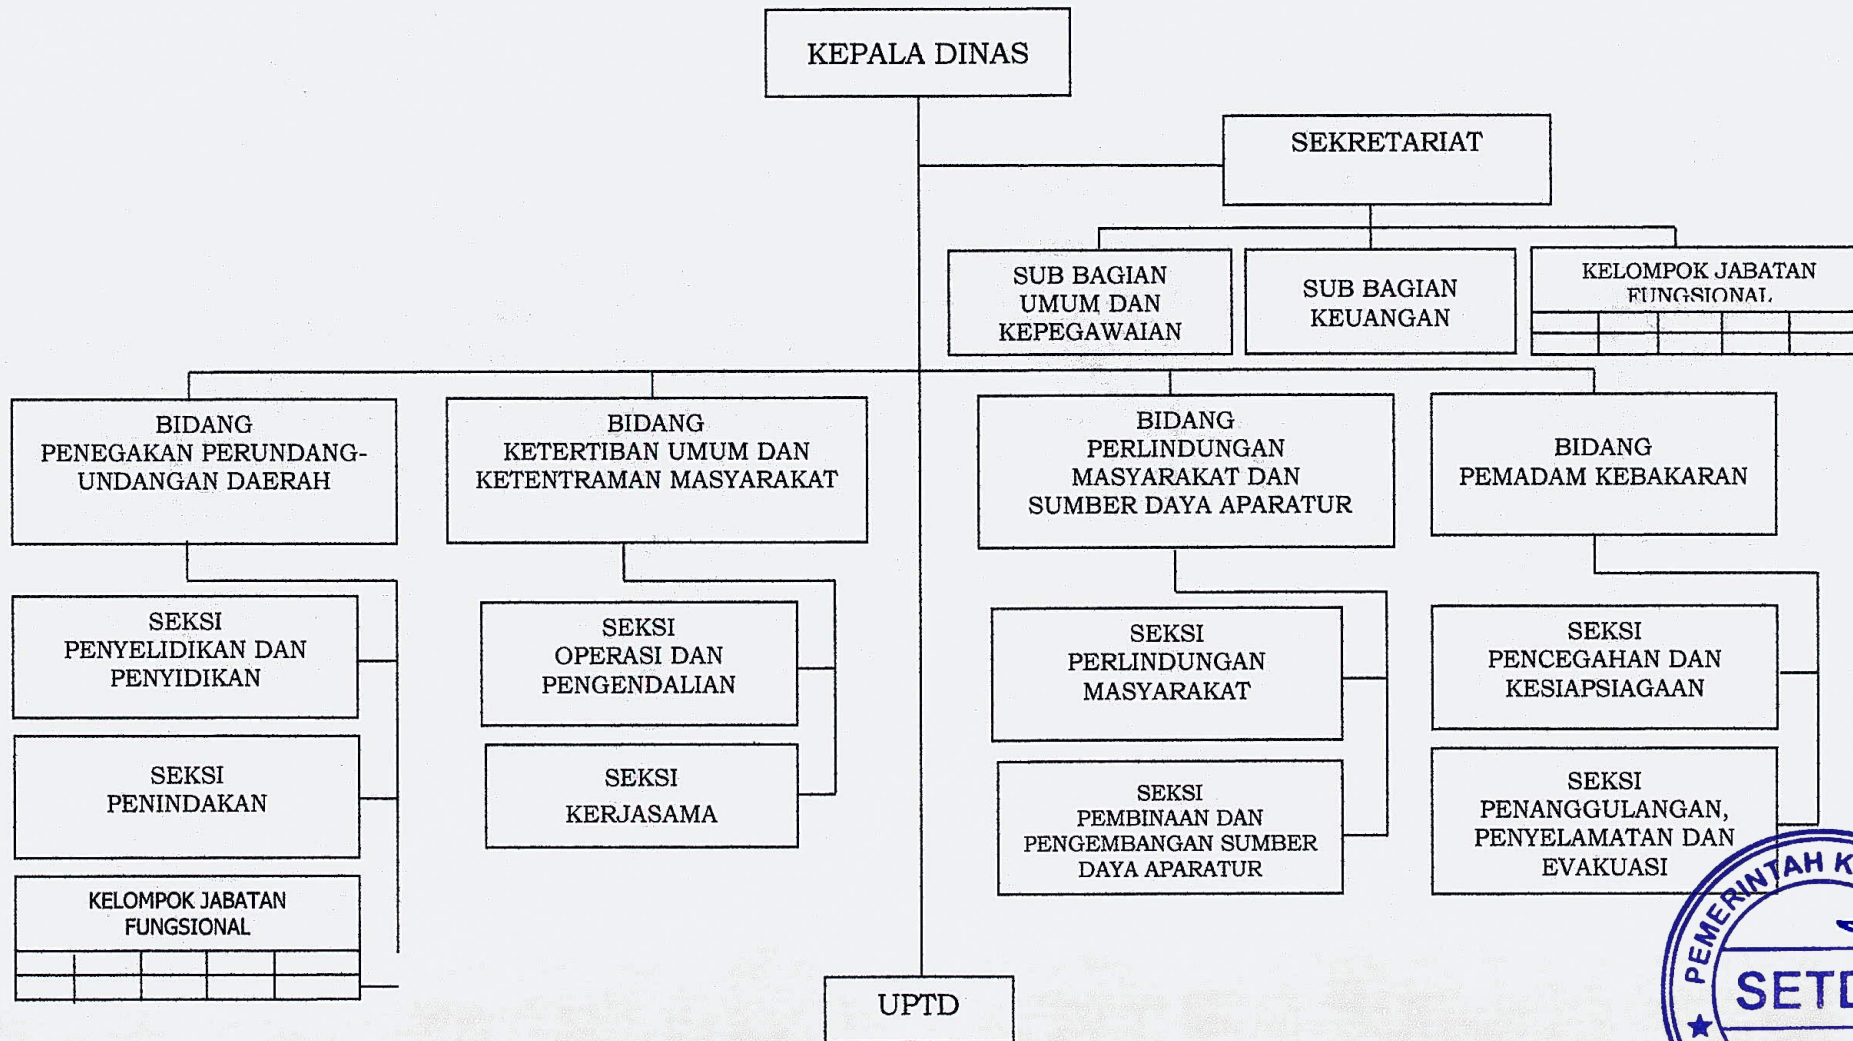 KEPALA DINAS
SEKRETARIAT
SUB BAGIAN
UMUM DAN
KEPEGAWAIAN
SUB BAGIAN
KEUANGAN
KELOMPOK JABATAN
FUNGSIONAL
BIDANG
PENEGAKAN PERUNDANG-
UNDANGAN DAERAH
BIDANG
KETERTIBAN UMUM DAN
KETENTRAMAN MASYARAKAT
BIDANG
PERLINDUNGAN
MASYARAKAT DAN
SUMBER DAYA APARATUR
BIDANG
PEMADAM KEBAKARAN
SEKSI
PENYELIDIKAN DAN
PENYIDIKAN
SEKSI
OPERASI DAN
PENGENDALIAN
SEKSI
PERLINDUNGAN
MASYARAKAT
SEKSI
PENCEGAHAN DAN
KESIAPSIAGAAN
SEKSI
PENINDAKAN
SEKSI
KERJASAMA
SEKSI
PEMBINAAN DAN
PENGEMBANGAN SUMBER
DAYA APARATUR
SEKSI
PENANGGULANGAN,
PENYELAMATAN DAN
EVAKUASI
KELOMPOK JABATAN
FUNGSIONAL
UPTD
PEMERINTAH K
SETD